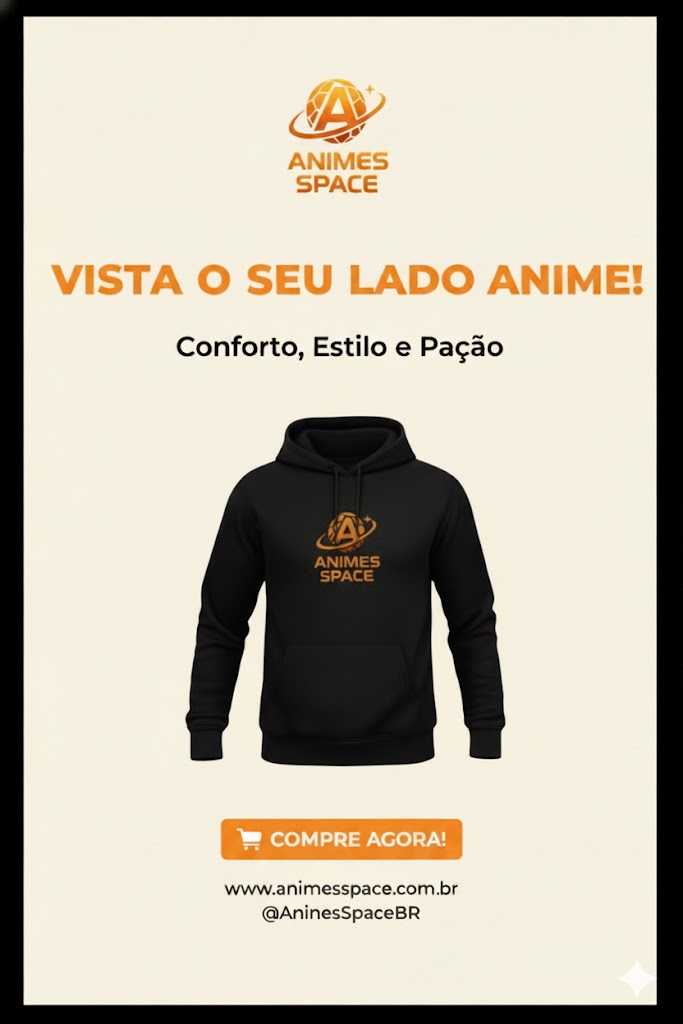 ANIMES
SPACE
VISTA O SEU LADO ANIME!
Conforto, Estilo e Pação
A
ANIMES
SPACE
COMPRE AGORA!
www.animesspace.com.br
@AninesSpaceBR